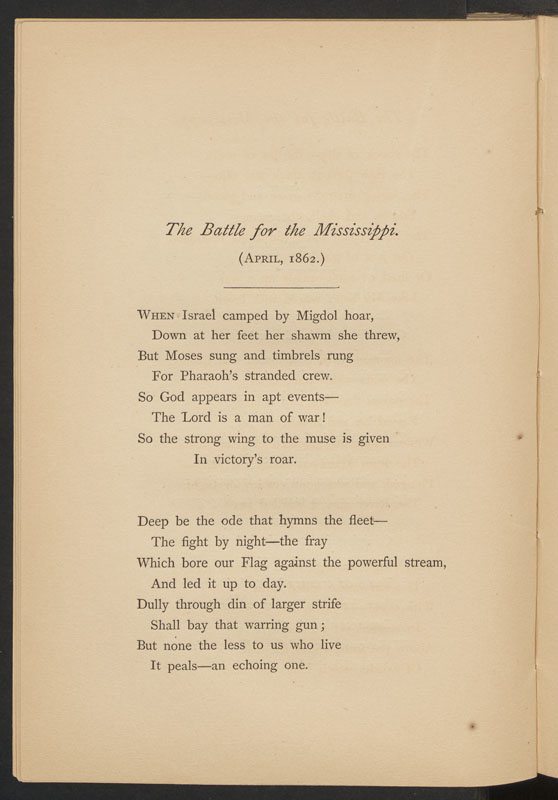 The Battle for the Mississippi.
(APRIL, 1862.)
WHEN Israel camped by Migdol hoar,
Down at her feet her shawm she threw,
But Moses sung and timbrels rung
For Pharaoh's stranded crew.
So God appears in apt events—
The Lord is a man of war!
So the strong wing to the muse is given
In victory's roar.
Deep be the ode that hymns the fleet—
The fight by night—the fray
Which bore our Flag against the powerful stream,
And led it up to day.
Dully through din of larger strife
Shall bay that warring gun;
But none the less to us who live
It peals—an echoing one.